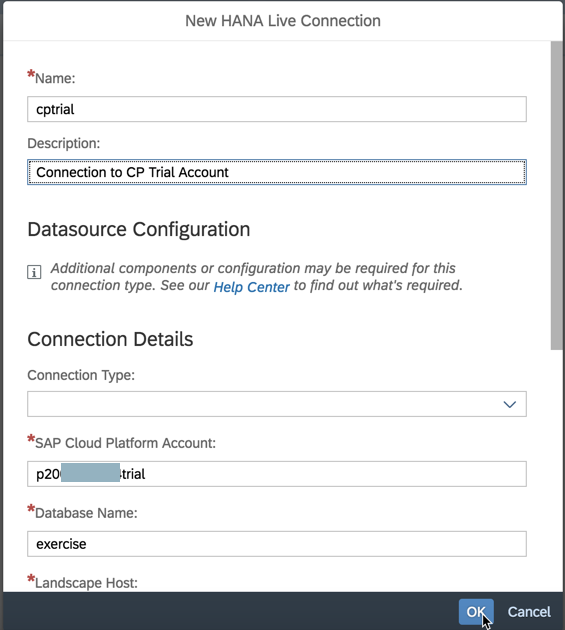 New HANA Live Connection
*Name:
cptrial
Description:
Connection to CP Trial Account
Datasource Configuration
i Additional components or configuration may be required for this
connection type. See our Help Center to find out what's required.
Connection Details
Connection Type:
*SAP Cloud Platform Account:
p20 trial
*Database Name:
exercise
*Landscape Host:
OK Cancel